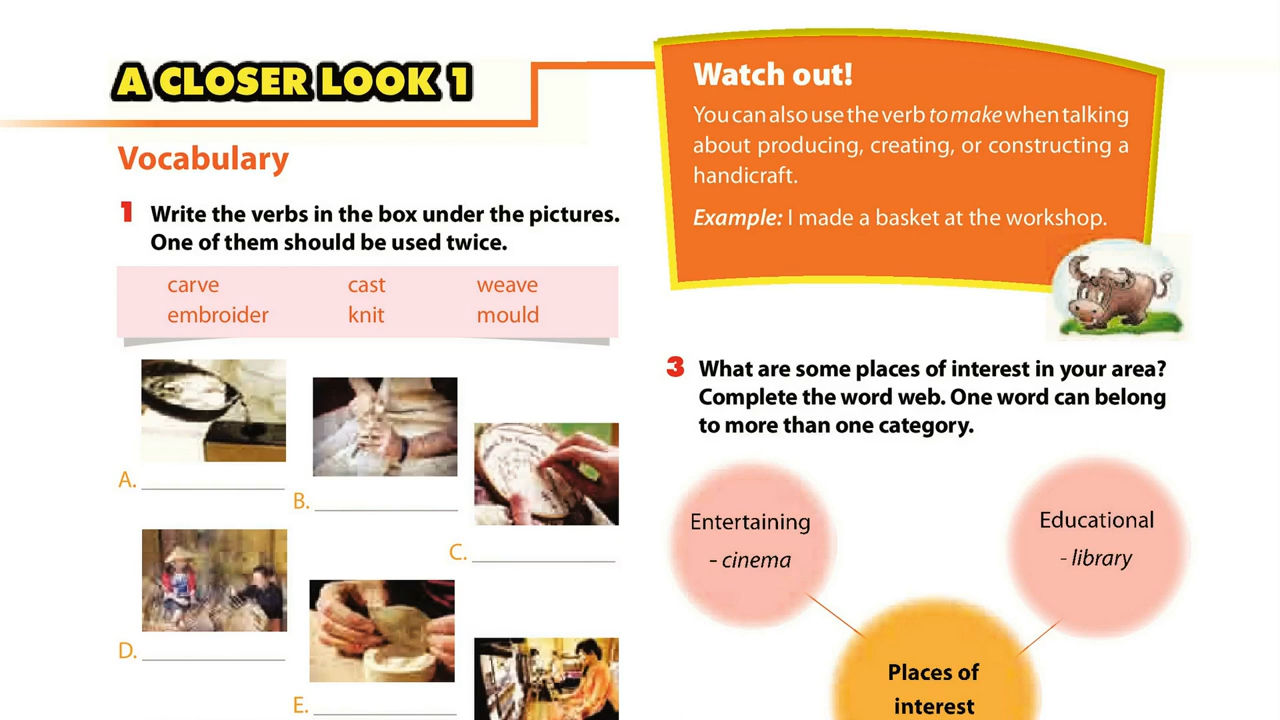 A CLOSER LOOK 1
Vocabulary
1 Write the verbs in the box under the pictures.
One of them should be used twice.
carve cast weave
embroider knit mould
A.
B.
C.
D.
E.
Watch out!
You can also use the verb to make when talking
about producing, creating, or constructing a
handicraft.
Example: I made a basket at the workshop.
3 What are some places of interest in your area?
Complete the word web. One word can belong
to more than one category.
Entertaining
- cinema
Educational
- library
Places of
interest